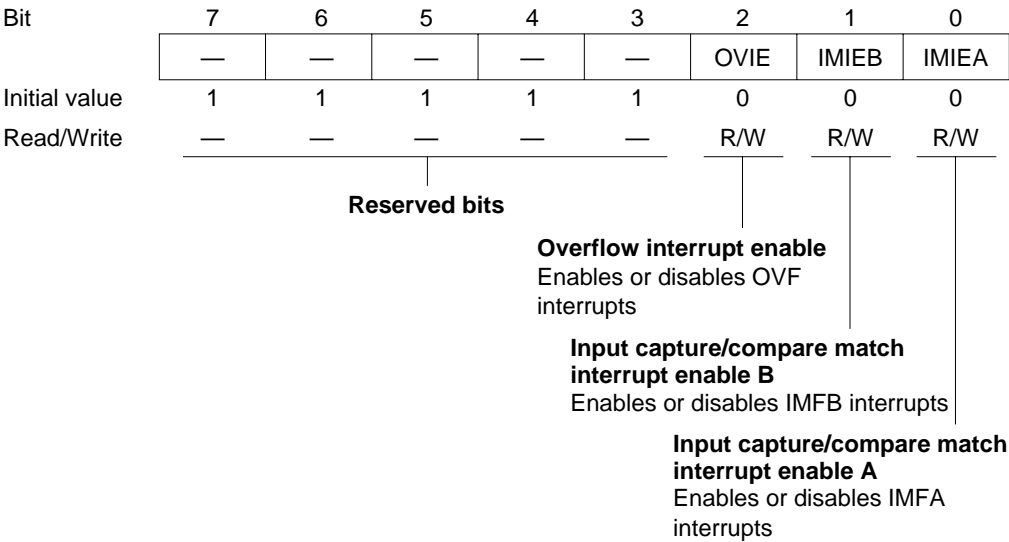 Bit 7 6 5 4 3 2 1 0
— — — — — OVIE IMIEB IMIEA
Initial value 1 1 1 1 1 0 0 0
Read/Write — — — — — R/W R/W R/W
Reserved bits
Overflow interrupt enable
Enables or disables OVF
interrupts
Input capture/compare match
interrupt enable B
Enables or disables IMFB interrupts
Input capture/compare match
interrupt enable A
Enables or disables IMFA
interrupts